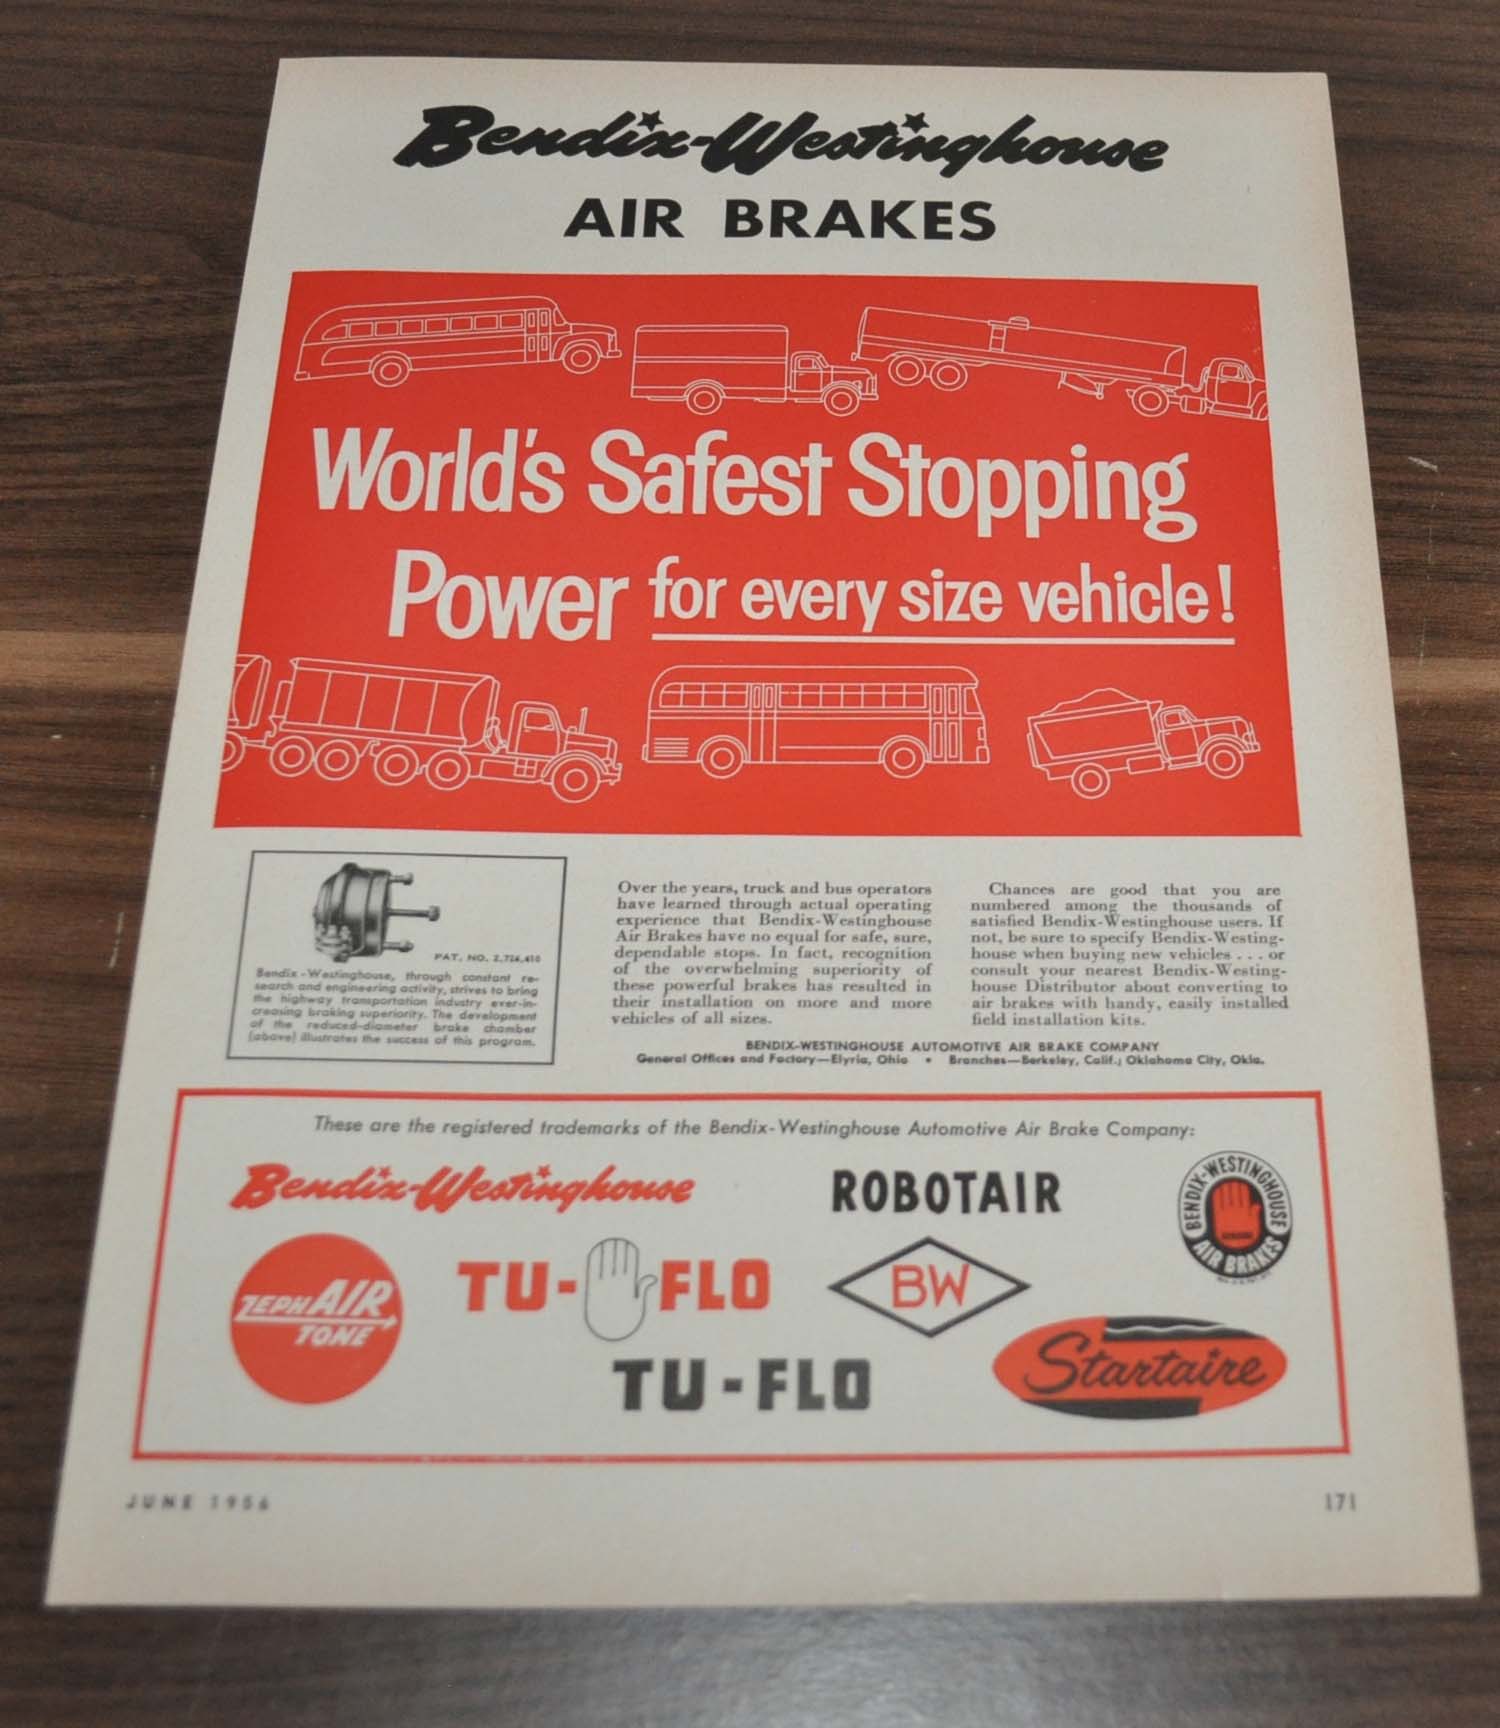 Bendix-Westinghouse
AIR BRAKES
World's Safest Stopping
Power for every size vehicle!
PAT. NO. 2,726,410
Bendix-Westinghouse, through constant re-
search and engineering activity, strives to bring
the highway transportation industry ever-in-
creasing braking superiority. The development
of the reduced-diameter brake chamber
(above) illustrates the success of this program.
Over the years, truck and bus operators
have learned through actual operating
experience that Bendix-Westinghouse
Air Brakes have no equal for safe, sure,
dependable stops. In fact, recognition
of the overwhelming superiority of
these powerful brakes has resulted in
their installation on more and more
vehicles of all sizes.
Chances are good that you are
numbered among the thousands of
satisfied Bendix-Westinghouse users. If
not, be sure to specify Bendix-Westing-
house when buying new vehicles . . . or
consult your nearest Bendix-Westing-
house Distributor about converting to
air brakes with handy, easily installed
field installation kits.
BENDIX-WESTINGHOUSE AUTOMOTIVE AIR BRAKE COMPANY
General Offices and Factory—Elyria, Ohio • Branches—Berkeley, Calif.; Oklahoma City, Okla.
These are the registered trademarks of the Bendix-Westinghouse Automotive Air Brake Company:
Bendix-Westinghouse
ROBOTAIR
BENDIX-WESTINGHOUSE
AIR BRAKES
ZEPHAIR
TONE
TU-FLO
BW
TU-FLO
Startaire
JUNE 1956
171